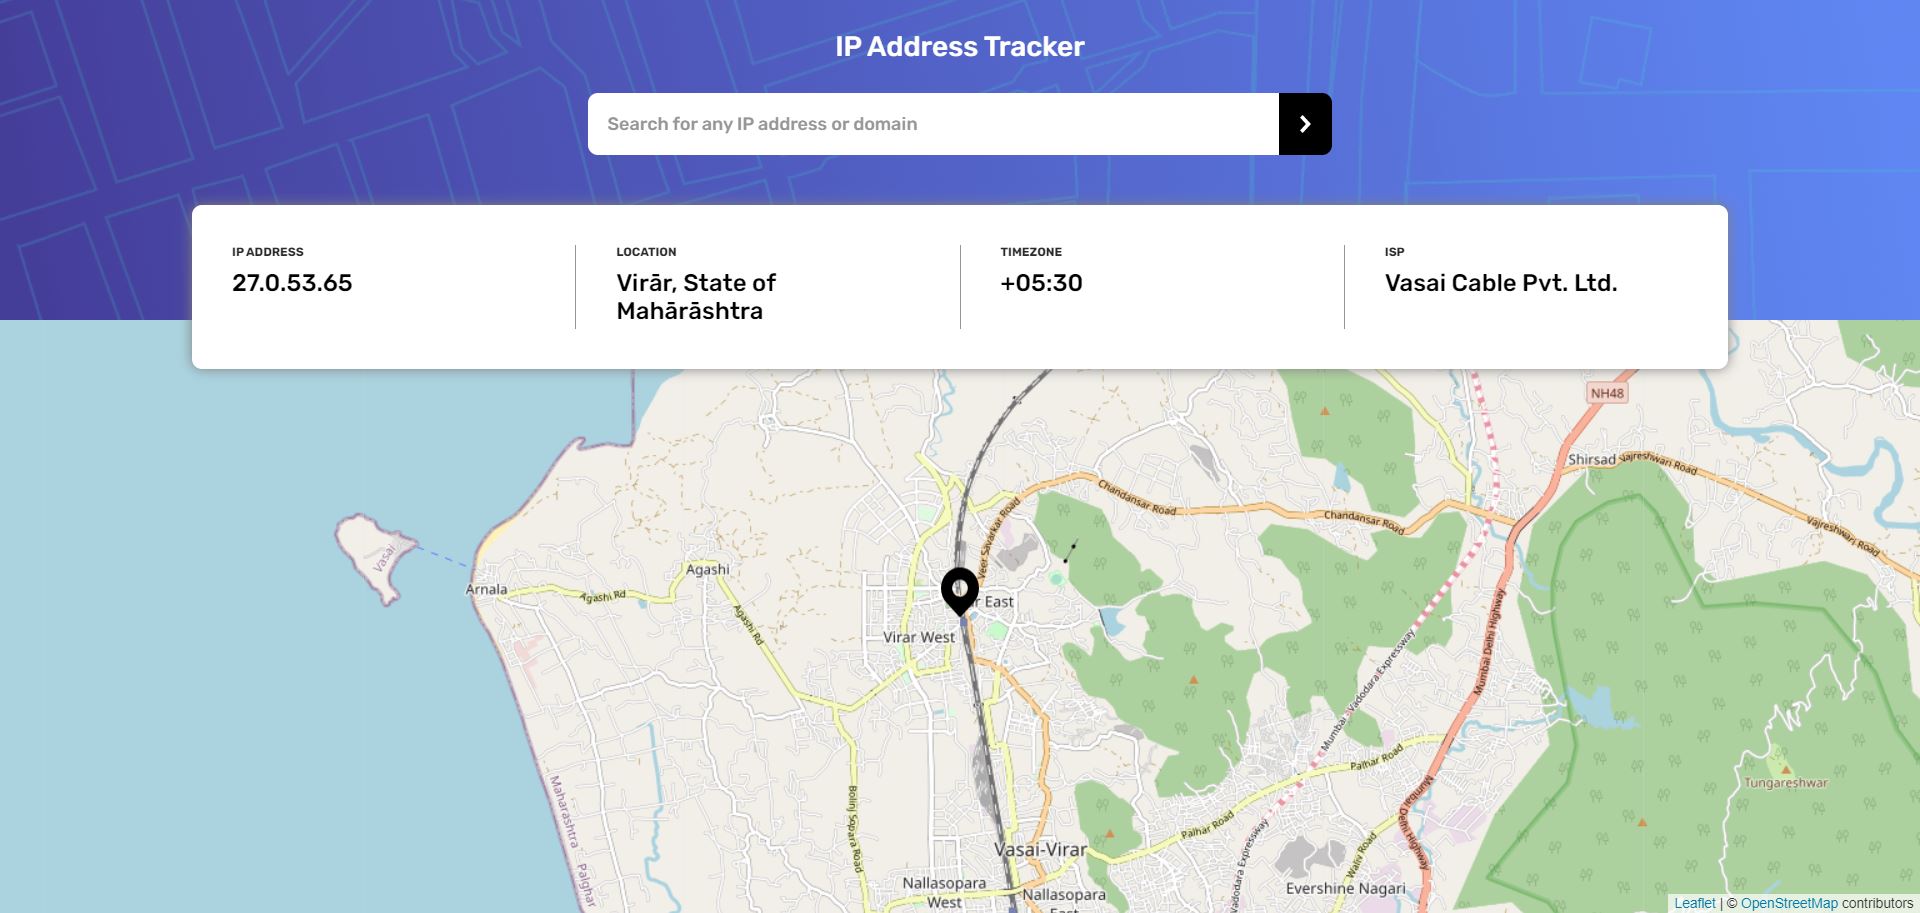 IP Address Tracker
Search for any IP address or domain
IP ADDRESS
27.0.53.65
LOCATION
Virār, State of
Mahārāshtra
TIMEZONE
+05:30
ISP
Vasai Cable Pvt. Ltd.
NH48
Shirsad
Vajreshwari Road
Chandansar Road
Chandansar Road
Vajreshwari Road
Veer Savarkar Road
Vasai
Agashi
Arnala
Agashi Rd
Agashi Rd
r East
Virar West
Mumbai Delhi Highway
Mumbai - Vadodara Expressway
Palhar Road
Tungareshwar
Maharashtra
Palghar
Bolinj Sopara Road
Mumbai Delhi Highway
Palhar Road
Vadodara Expressway
Waliv Road
Vasai-Virar
Nallasopara
West
Nallasopara
East
Evershine Nagari
Leaflet | © OpenStreetMap contributors